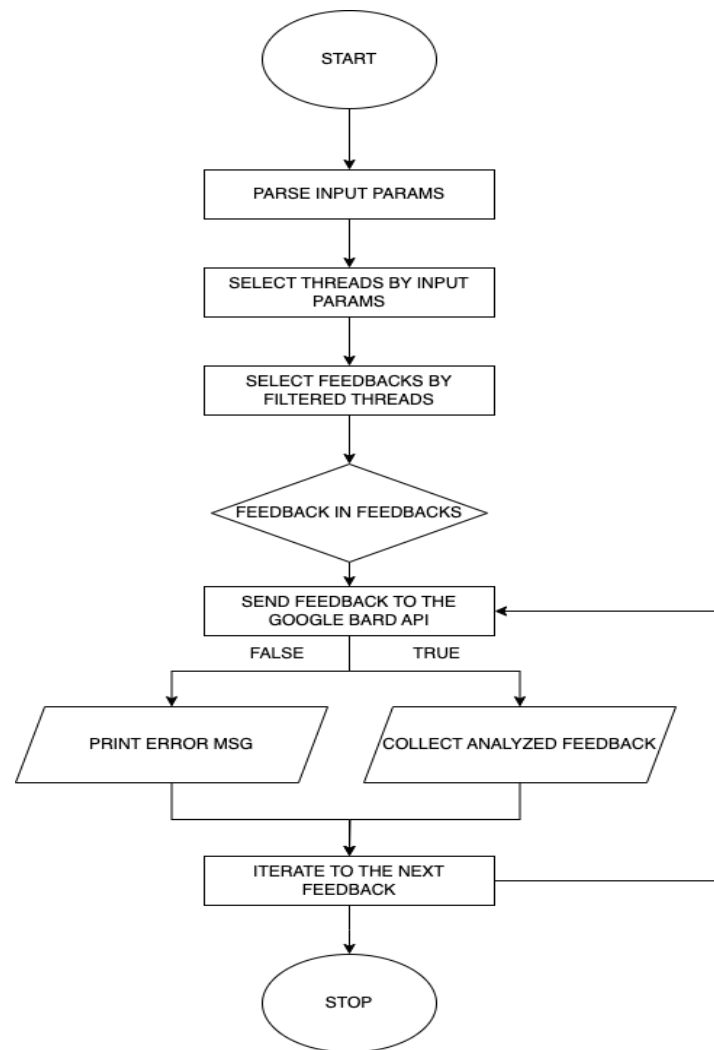 START
PARSE INPUT PARAMS
SELECT THREADS BY INPUT
PARAMS
SELECT FEEDBACKS BY
FILTERED THREADS
FEEDBACK IN FEEDBACKS
SEND FEEDBACK TO THE
GOOGLE BARD API
FALSE
TRUE
PRINT ERROR MSG
COLLECT ANALYZED FEEDBACK
ITERATE TO THE NEXT
FEEDBACK
STOP